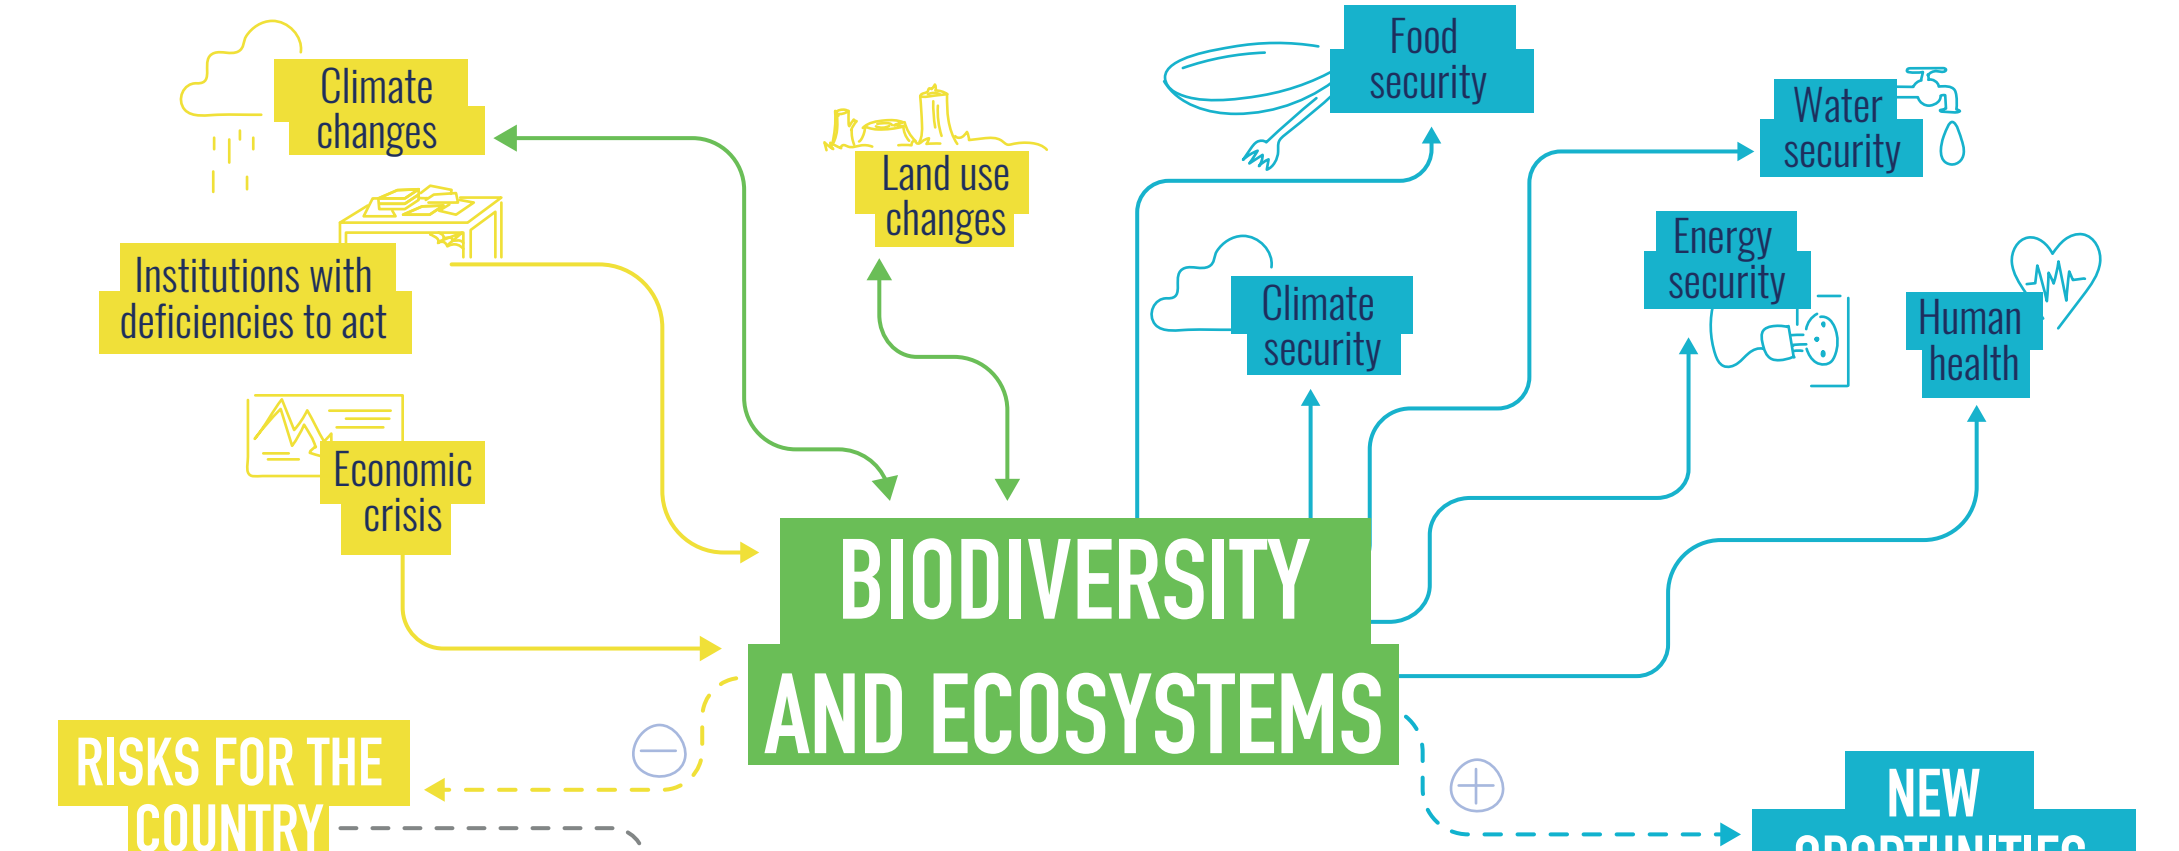 Climate
changes
Institutions with
deficiencies to act
Economic
crisis
Land use
changes
Food
security
Water
security
Climate
security
Energy
security
Human
health
BIODIVERSITY
AND ECOSYSTEMS
RISKS FOR THE
COUNTRY
NEW
OPORTUNITIES